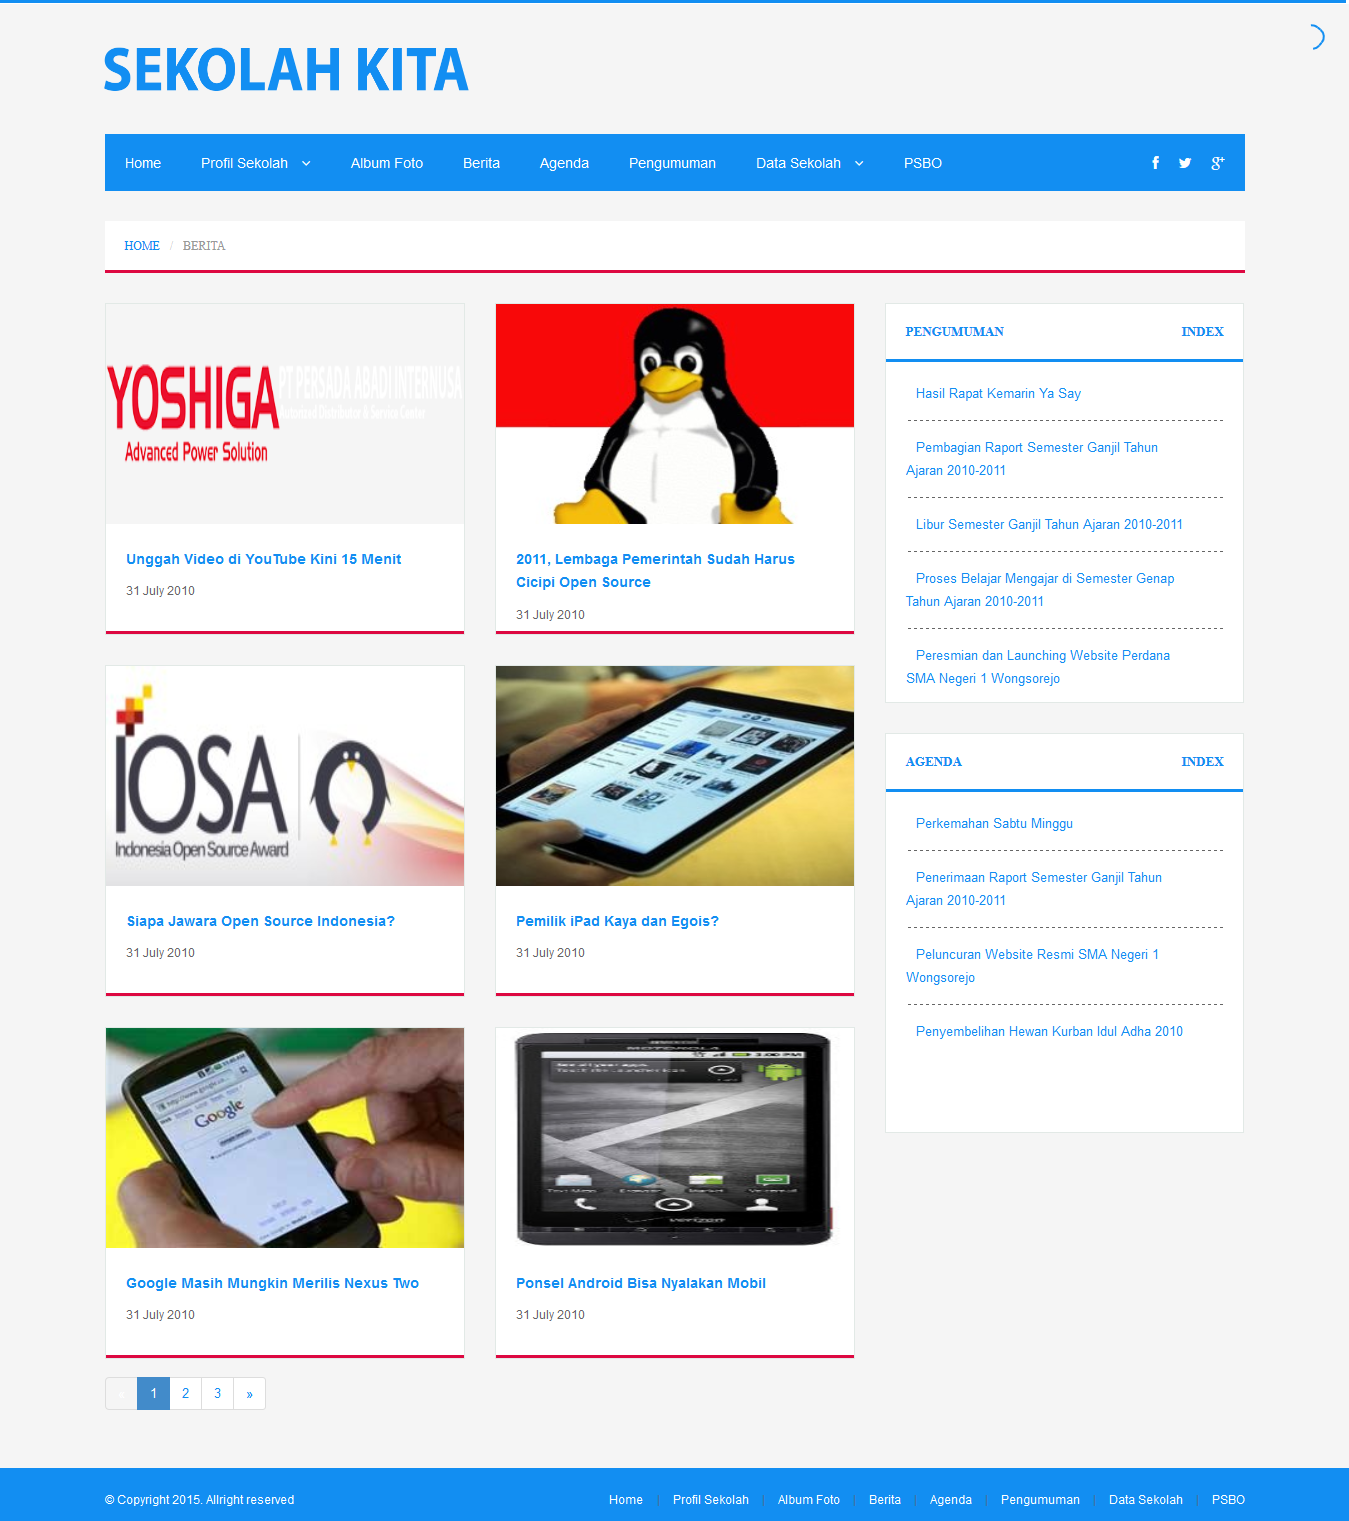 SEKOLAH KITA
Home Profil Sekolah Album Foto Berita Agenda Pengumuman Data Sekolah PSBO
HOME / BERITA
YOSHIGA
PT PERSADA ABADI INTERNUSA
Authorized Distributor & Service Center
Advanced Power Solution
Unggah Video di YouTube Kini 15 Menit
31 July 2010
2011, Lembaga Pemerintah Sudah Harus
Cicipi Open Source
31 July 2010
iOSA
Indonesia Open Source Award
Siapa Jawara Open Source Indonesia?
31 July 2010
Pemilik iPad Kaya dan Egois?
31 July 2010
Google
Google Masih Mungkin Merilis Nexus Two
31 July 2010
MOTOROLA
3:00 PM
verizon
Ponsel Android Bisa Nyalakan Mobil
31 July 2010
« 1 2 3 »
PENGUMUMAN INDEX
Hasil Rapat Kemarin Ya Say
Pembagian Raport Semester Ganjil Tahun
Ajaran 2010-2011
Libur Semester Ganjil Tahun Ajaran 2010-2011
Proses Belajar Mengajar di Semester Genap
Tahun Ajaran 2010-2011
Peresmian dan Launching Website Perdana
SMA Negeri 1 Wongsorejo
AGENDA INDEX
Perkemahan Sabtu Minggu
Penerimaan Raport Semester Ganjil Tahun
Ajaran 2010-2011
Peluncuran Website Resmi SMA Negeri 1
Wongsorejo
Penyembelihan Hewan Kurban Idul Adha 2010
© Copyright 2015. Allright reserved
Home | Profil Sekolah | Album Foto | Berita | Agenda | Pengumuman | Data Sekolah | PSBO